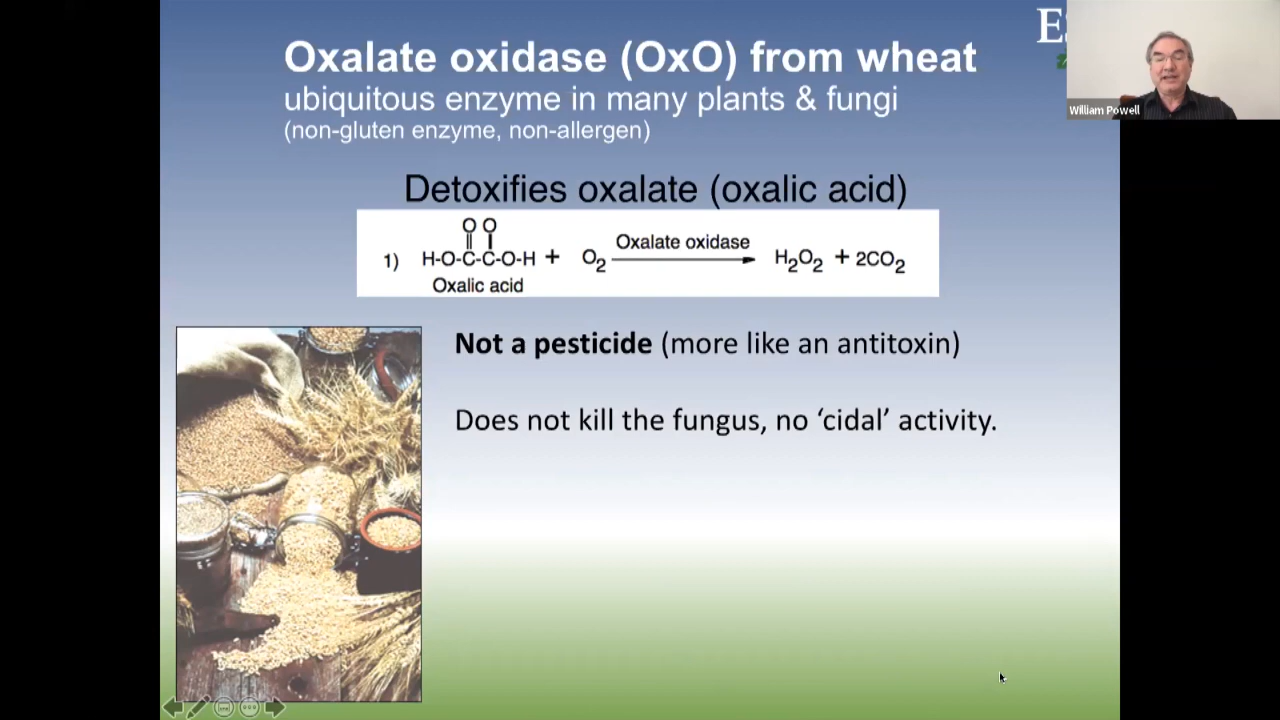 Oxalate oxidase (OxO) from wheat
ubiquitous enzyme in many plants & fungi
(non-gluten enzyme, non-allergen)
William Powell
Detoxifies oxalate (oxalic acid)
O O
1) H-O-C-C-O-H + O2 Oxalate oxidase H2O2 + 2CO2
Oxalic acid
Not a pesticide (more like an antitoxin)
Does not kill the fungus, no ‘cidal’ activity.